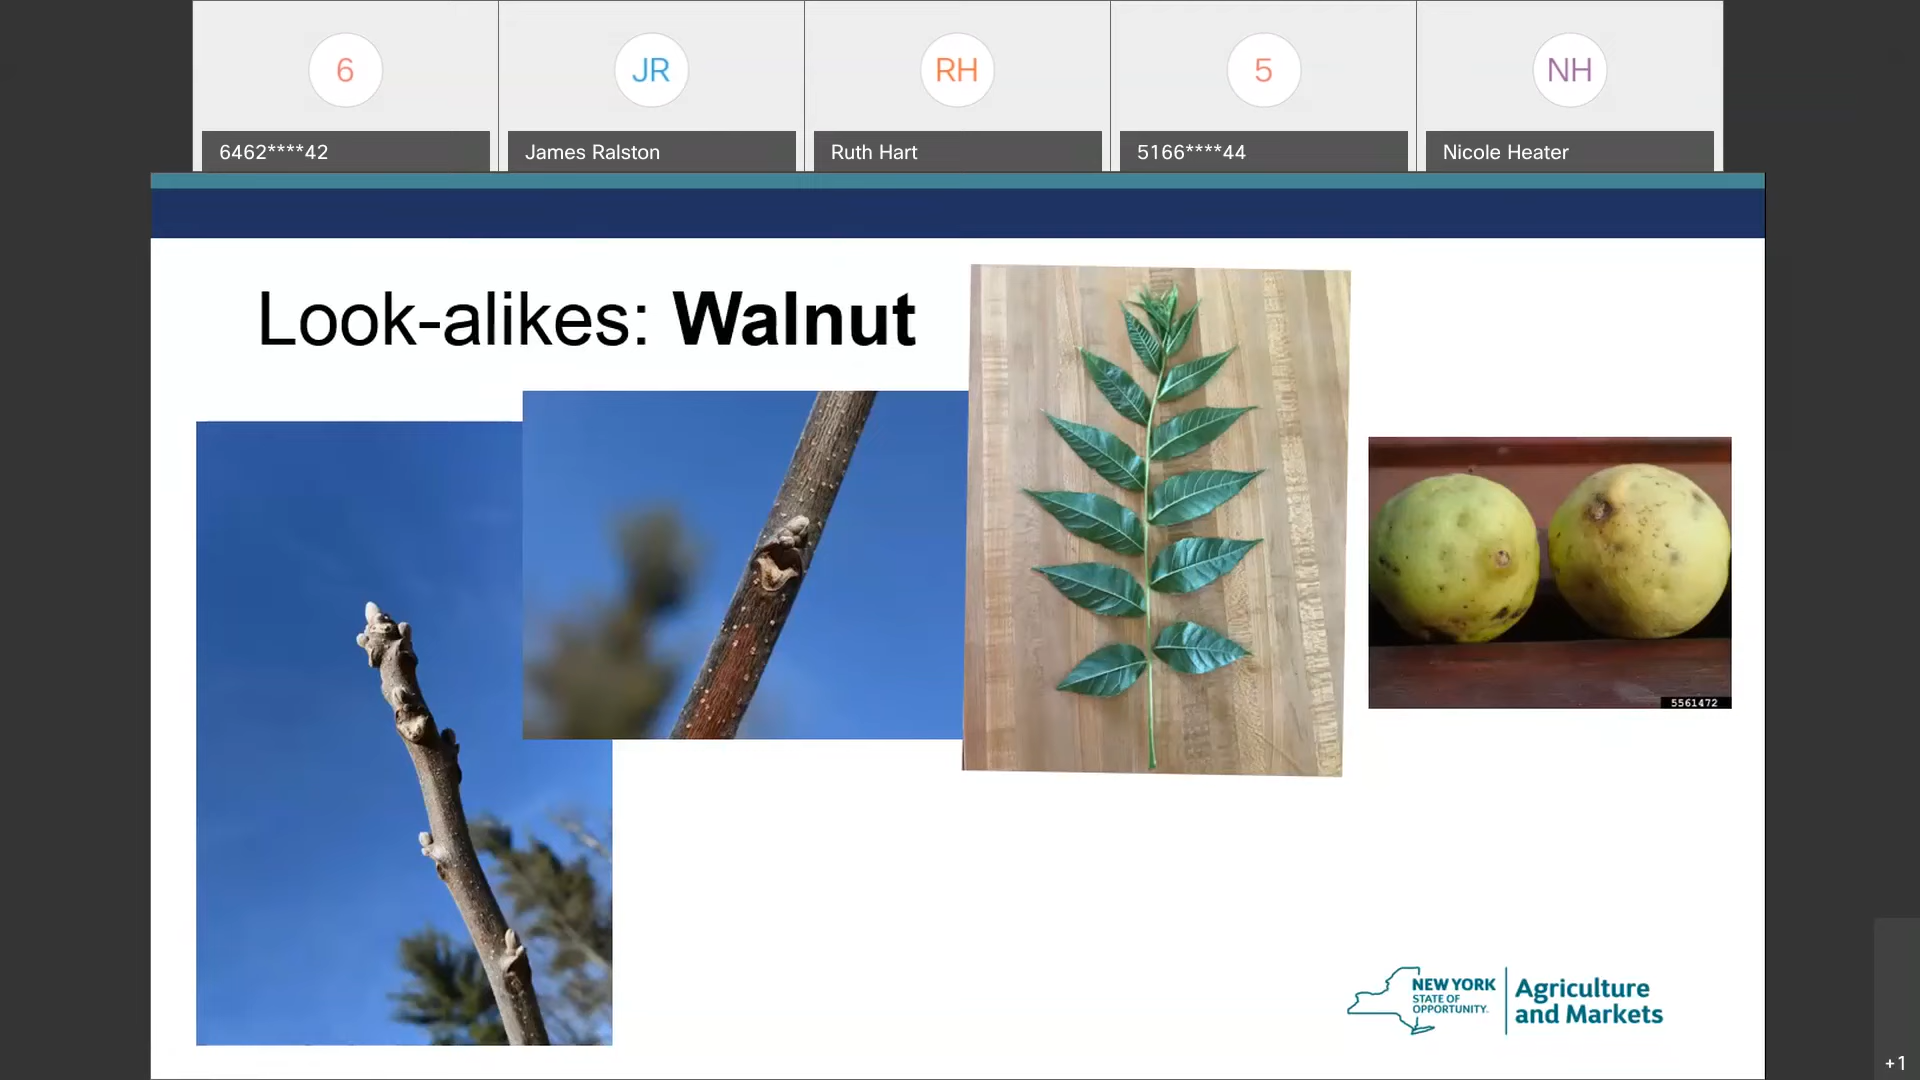 6
JR
RH
5
NH
6462****42
James Ralston
Ruth Hart
5166****44
Nicole Heater
Look-alikes: Walnut
5561472
NEW YORK
STATE OF
OPPORTUNITY.
Agriculture
and Markets
+1